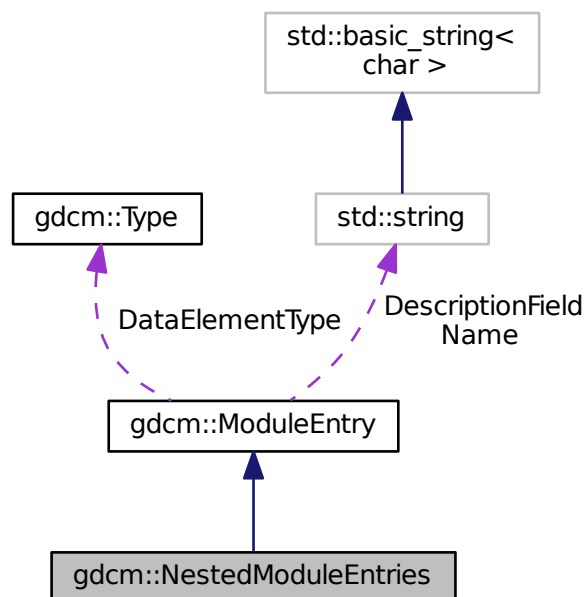 std::basic_string<
char >
gdcm::Type
std::string
DataElementType
DescriptionField
Name
gdcm::ModuleEntry
gdcm::NestedModuleEntries